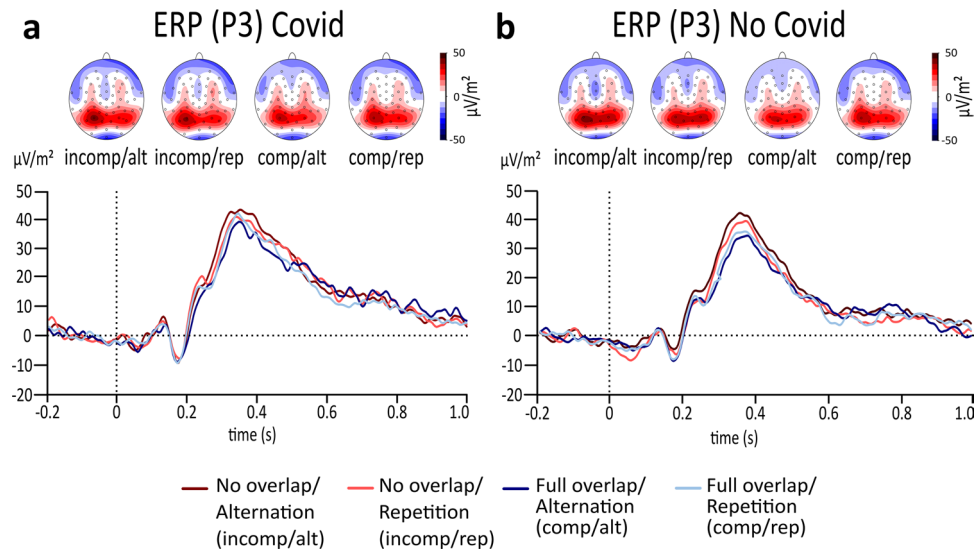 a ERP (P3) Covid
50
0
-50
µV/m²
incomp/alt incomp/rep comp/alt comp/rep
µV/m²
50
40
30
20
10
0
-10
-20
-0.2 0 0.2 0.4 0.6 0.8 1.0
time (s)
b ERP (P3) No Covid
50
0
-50
µV/m²
incomp/alt incomp/rep comp/alt comp/rep
µV/m²
50
40
30
20
10
0
-10
-20
-0.2 0 0.2 0.4 0.6 0.8 1.0
time (s)
No overlap/
Alternation
(incomp/alt)
No overlap/
Repetition
(incomp/rep)
Full overlap/
Alternation
(comp/alt)
Full overlap/
Repetition
(comp/rep)